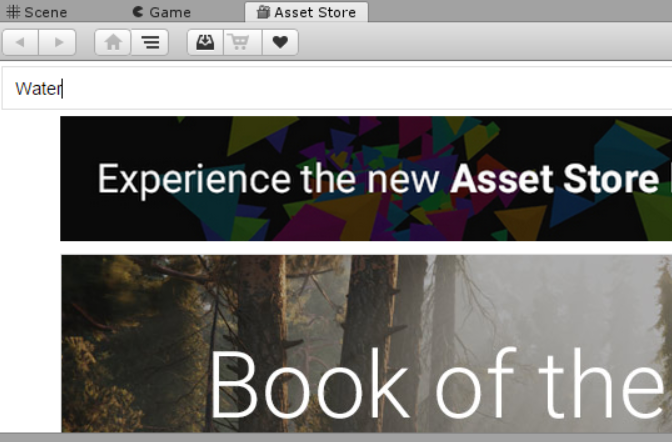 Scene Game Asset Store
Water
Experience the new Asset Store
Book of the